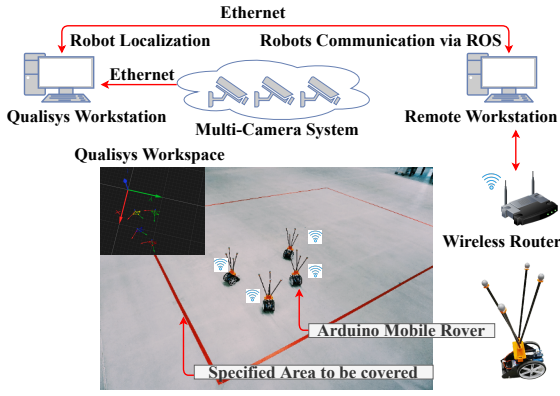 Ethernet
Robot Localization
Robots Communication via ROS
Ethernet
Qualisys Workstation
Multi-Camera System
Remote Workstation
Qualisys Workspace
Wireless Router
Arduino Mobile Rover
Specified Area to be covered